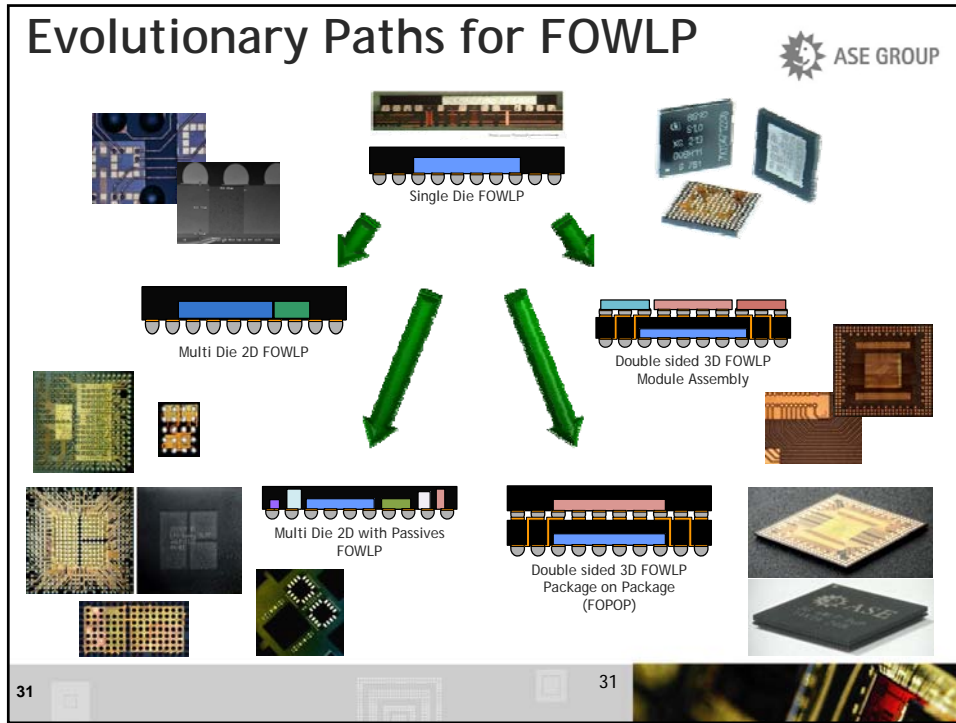 Evolutionary Paths for FOWLP
ASE GROUP
Single Die FOWLP
Multi Die 2D FOWLP
Double sided 3D FOWLP
Module Assembly
Multi Die 2D with Passives
FOWLP
Double sided 3D FOWLP
Package on Package
(FOPOP)
ASE
31
31